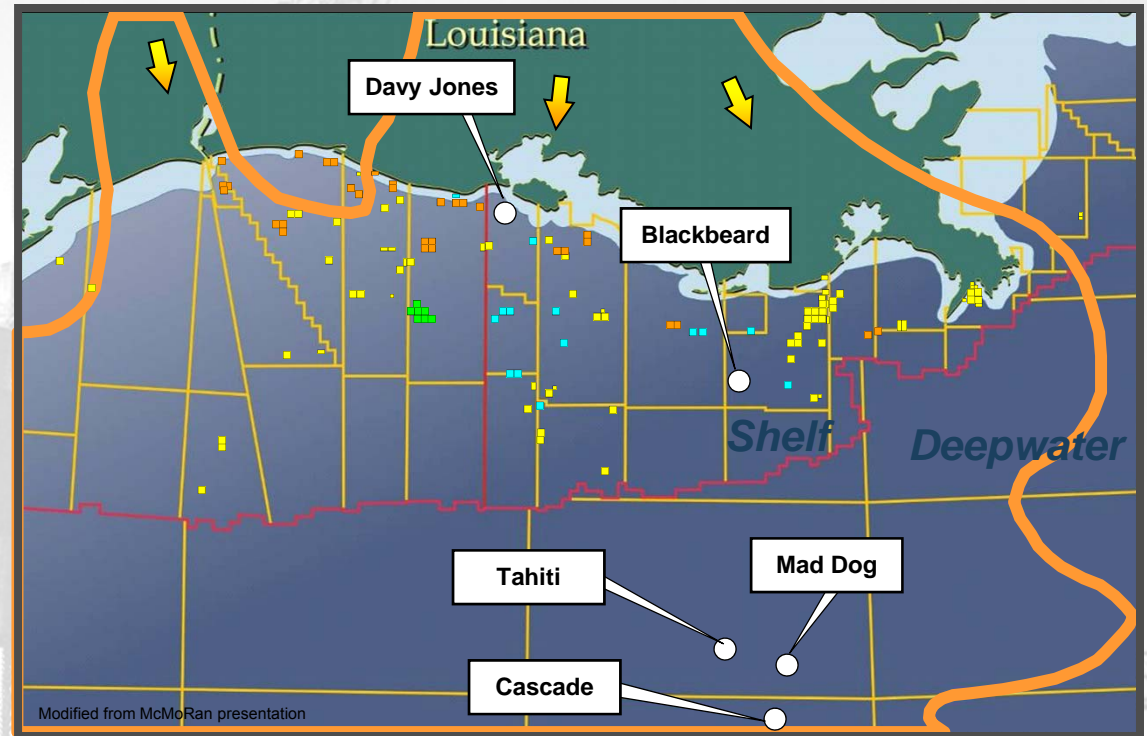 Louisiana
Davy Jones
Blackbeard
Shelf
Deepwater
Tahiti
Mad Dog
Cascade
Modified from McMoRan presentation